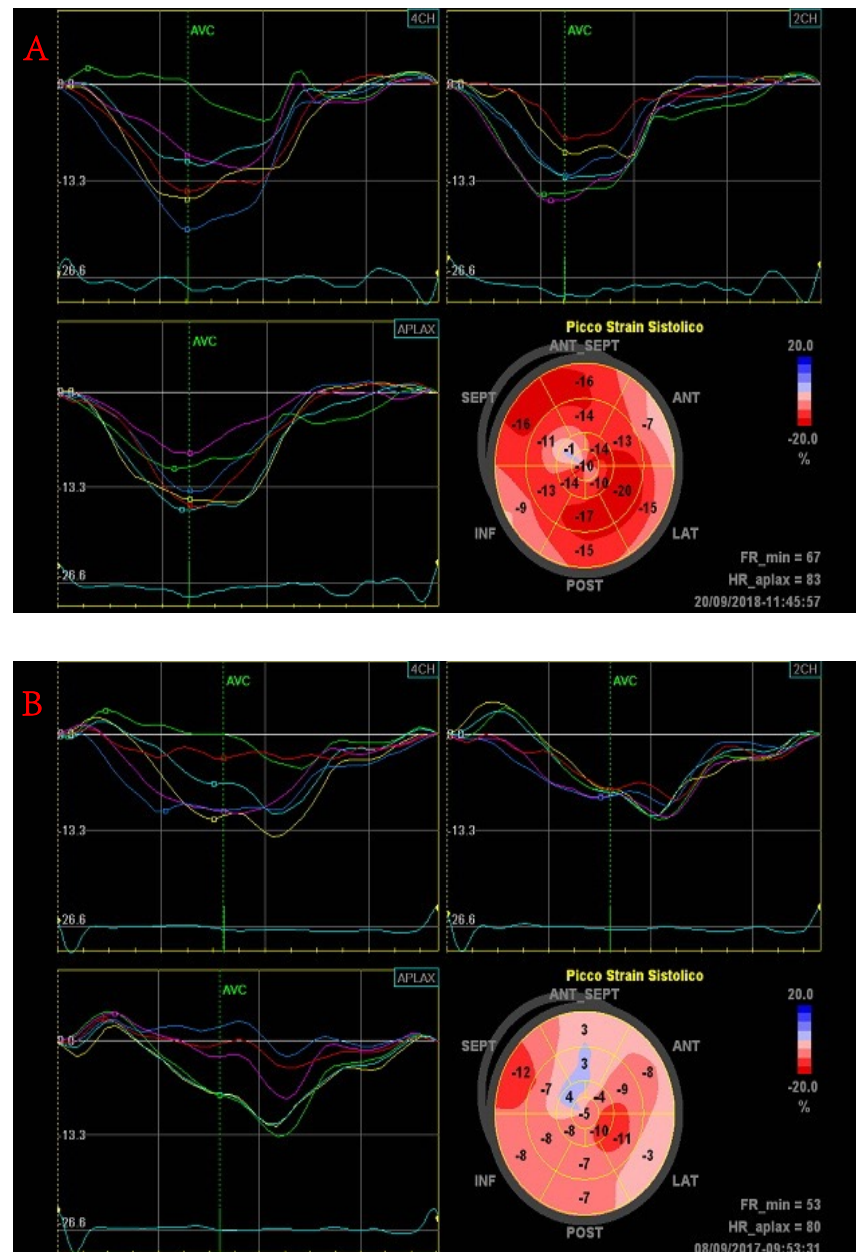 A
4CH
AVC
0.0
-13.3
-26.6
2CH
AVC
0.0
-13.3
-26.6
APLAX
AVC
0.0
-13.3
-26.6
Picco Strain Sistolico
ANT_SEPT
SEPT
ANT
INF
LAT
POST
-16
-14
-16
-7
-11
-1
-14
-13
-10
-13
-14
-10
-20
-9
-15
-17
-15
20.0
-20.0
%
FR_min = 67
HR_aplax = 83
20/09/2018-11:45:57
B
4CH
AVC
0.0
-13.3
-26.6
2CH
AVC
0.0
-13.3
-26.6
APLAX
AVC
0.0
-13.3
-26.6
Picco Strain Sistolico
ANT_SEPT
SEPT
ANT
INF
LAT
POST
3
3
-12
-8
-7
4
-4
-9
-5
-8
-8
-10
-11
-8
-3
-7
-7
20.0
-20.0
%
FR_min = 53
HR_aplax = 80
08/09/2017-09:53:31